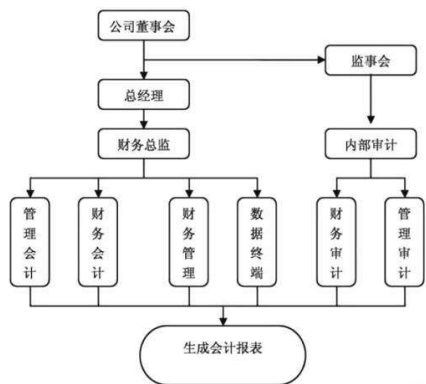 公司董事会
监事会
总经理
财务总监
内部审计
管理会计
财务会计
财务管理
数据终端
财务审计
管理审计
生成会计报表